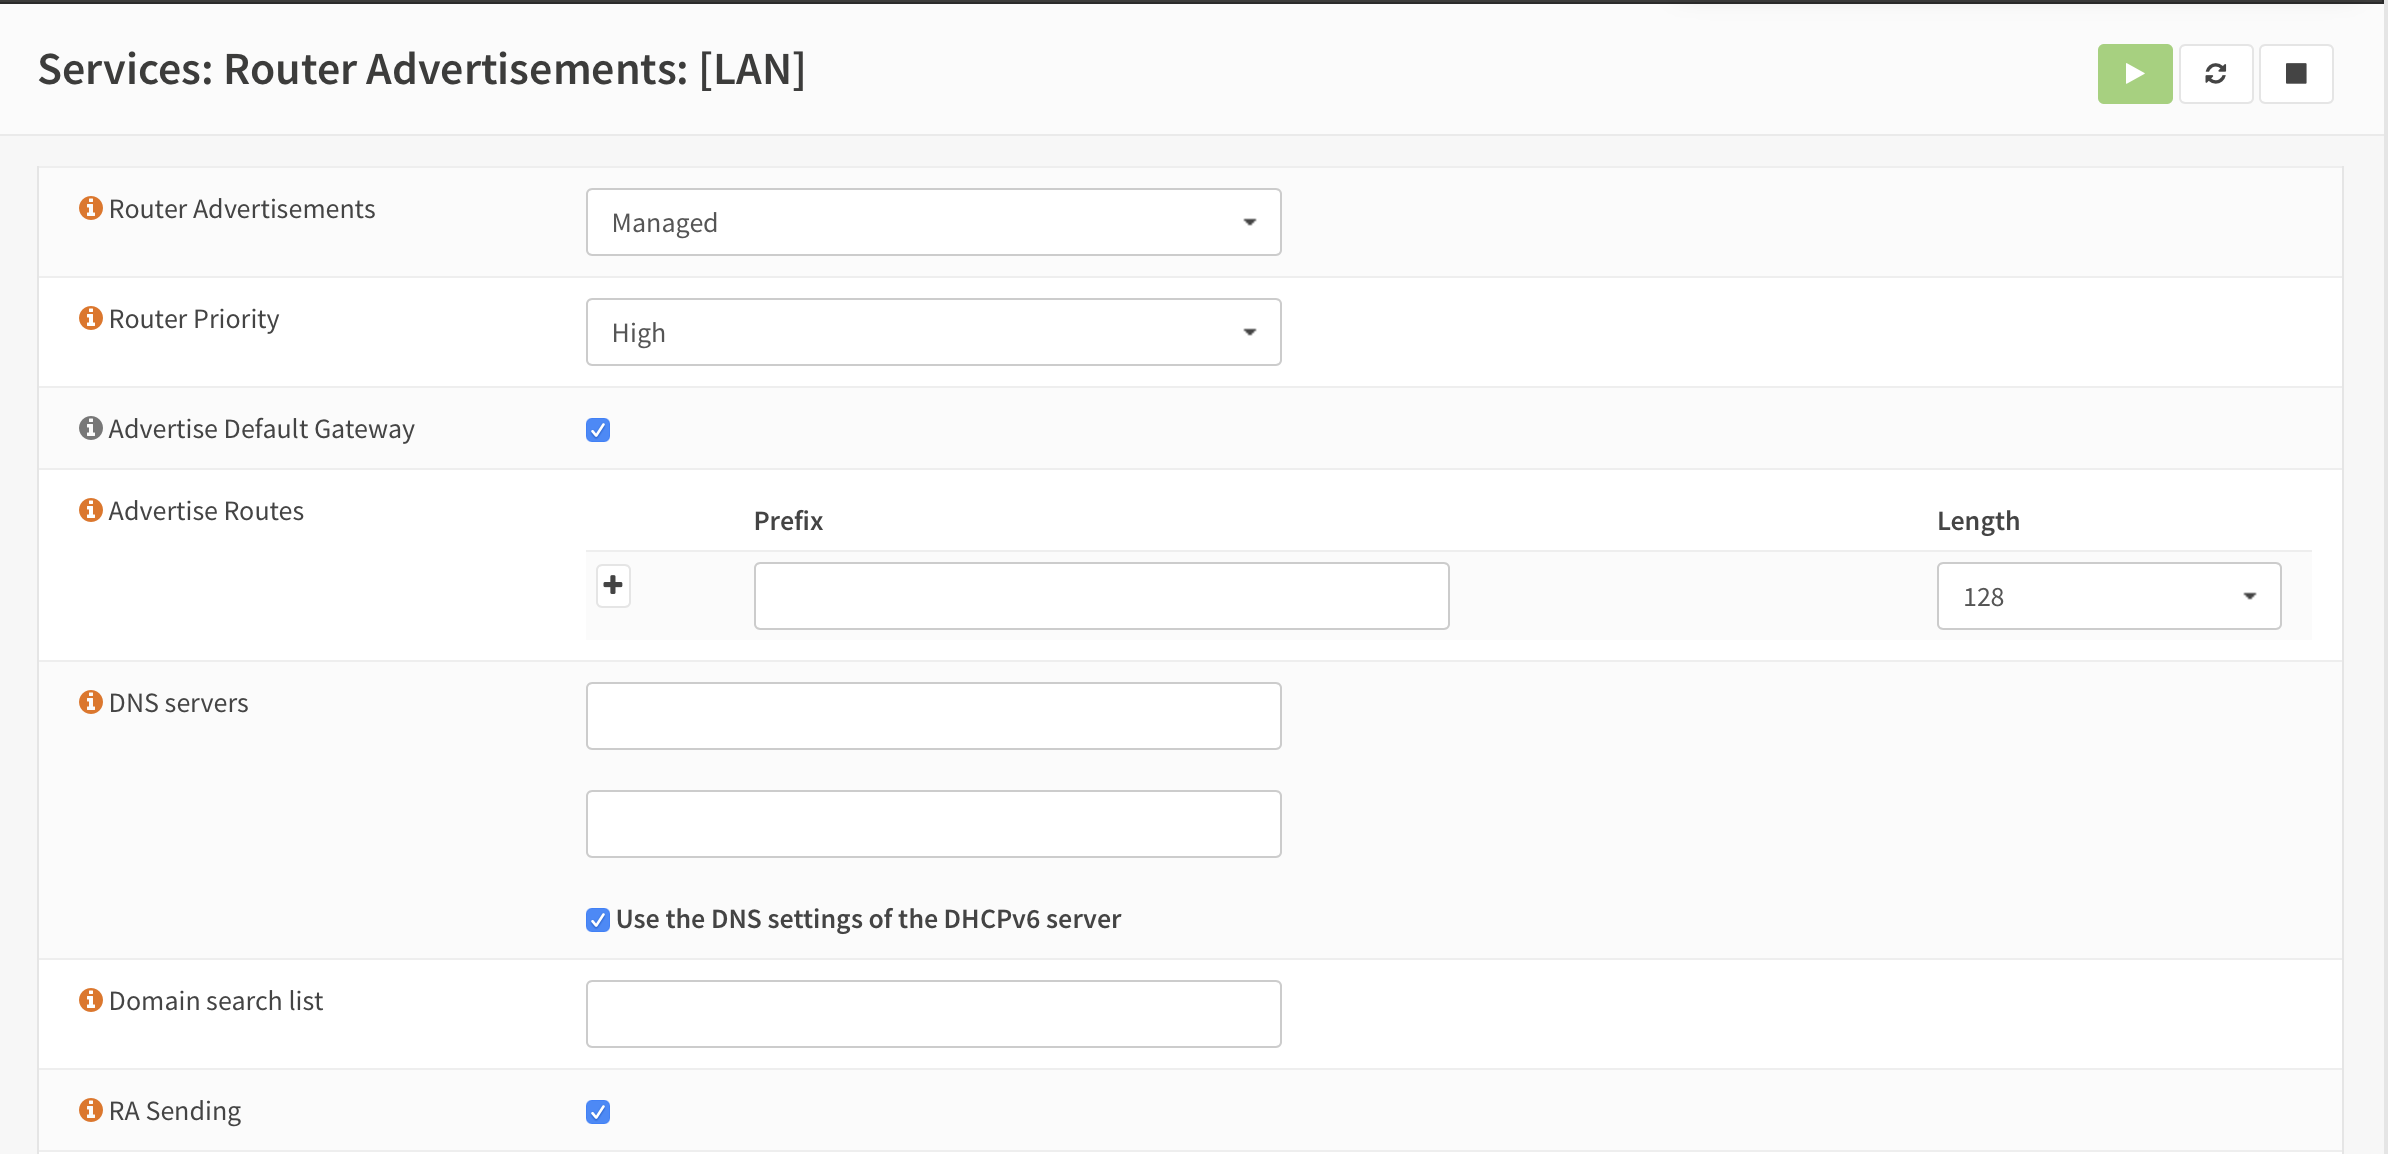 Services: Router Advertisements: [LAN]
Router Advertisements
Managed
Router Priority
High
Advertise Default Gateway
Advertise Routes
Prefix
Length
128
DNS servers
Use the DNS settings of the DHCPv6 server
Domain search list
RA Sending